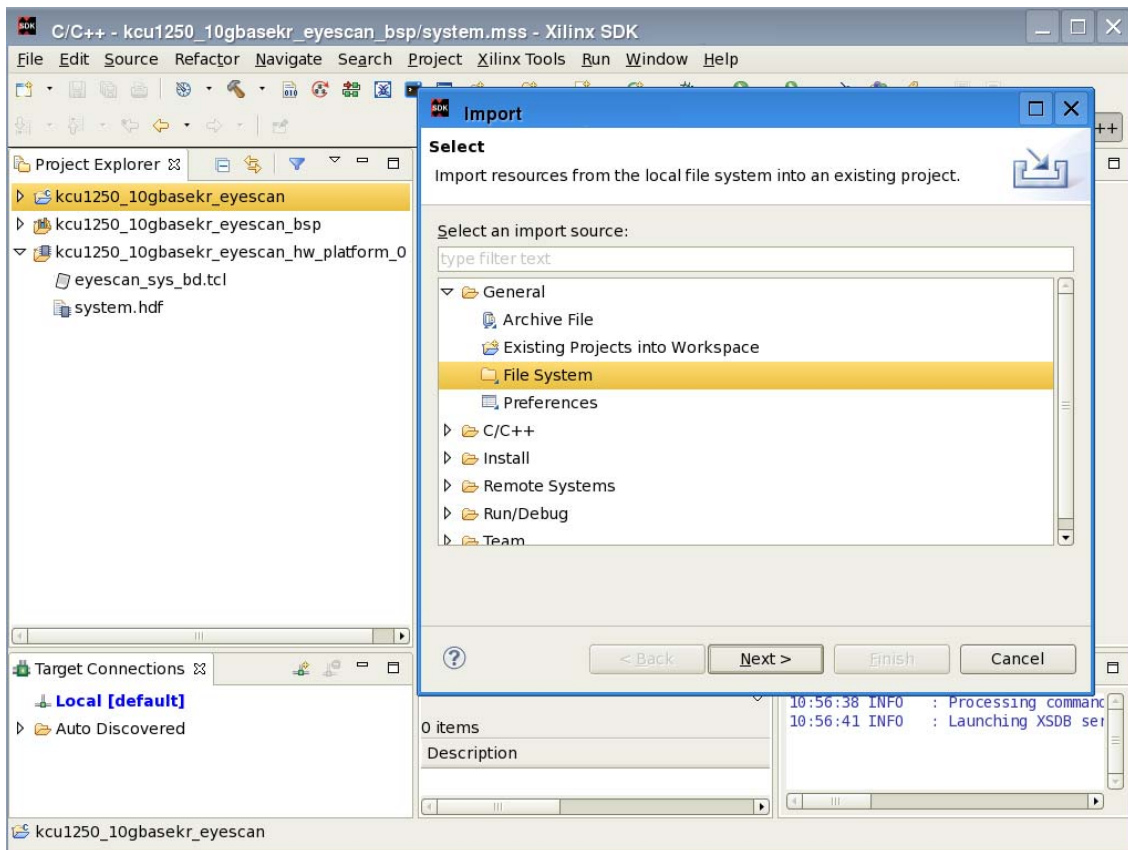 C/C++ - kcu1250_10gbasekr_eyescan_bsp/system.mss - Xilinx SDK
File Edit Source Refactor Navigate Search Project Xilinx Tools Run Window Help
Project Explorer
kcu1250_10gbasekr_eyescan
kcu1250_10gbasekr_eyescan_bsp
kcu1250_10gbasekr_eyescan_hw_platform_0
eyescan_sys_bd.tcl
system.hdf
Import
++
Select
Import resources from the local file system into an existing project.
Select an import source:
type filter text
General
Archive File
Existing Projects into Workspace
File System
Preferences
C/C++
Install
Remote Systems
Run/Debug
Team
< Back Next > Finish Cancel
Target Connections
Local [default]
Auto Discovered
0 items
Description
10:56:38 INFO : Processing command
10:56:41 INFO : Launching XSDB ser
kcu1250_10gbasekr_eyescan